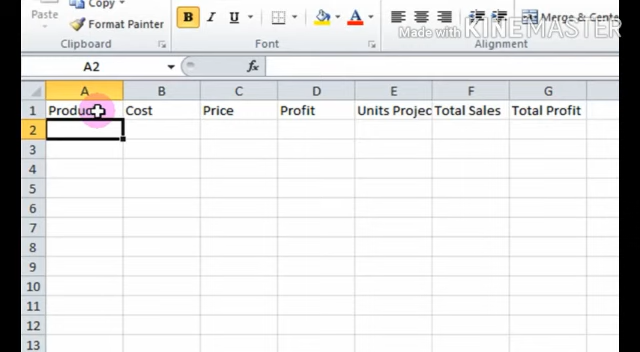 Copy
Paste
Format Painter
B I U A
Merge & Cente
Made with KINEMASTER
Clipboard Font Alignment
A2 fx
A B C D E F G
1 Product Cost Price Profit Units Projec Total Sales Total Profit
2
3
4
5
6
7
8
9
10
11
12
13